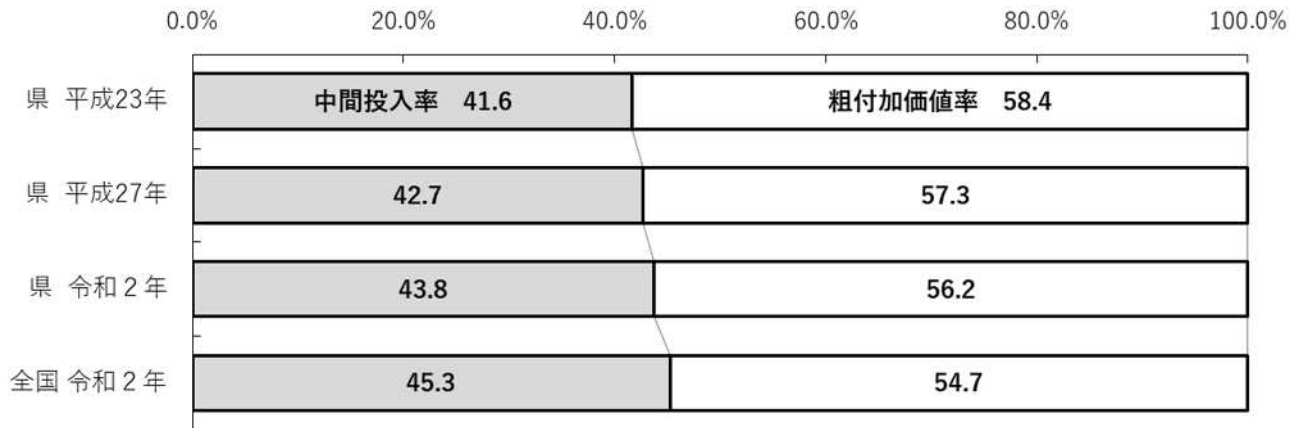 0.0% 20.0% 40.0% 60.0% 80.0% 100.0%
県 平成23年 中間投入率 41.6 粗付加価値率 58.4
県 平成27年 42.7 57.3
県 令和２年 43.8 56.2
全国 令和２年 45.3 54.7